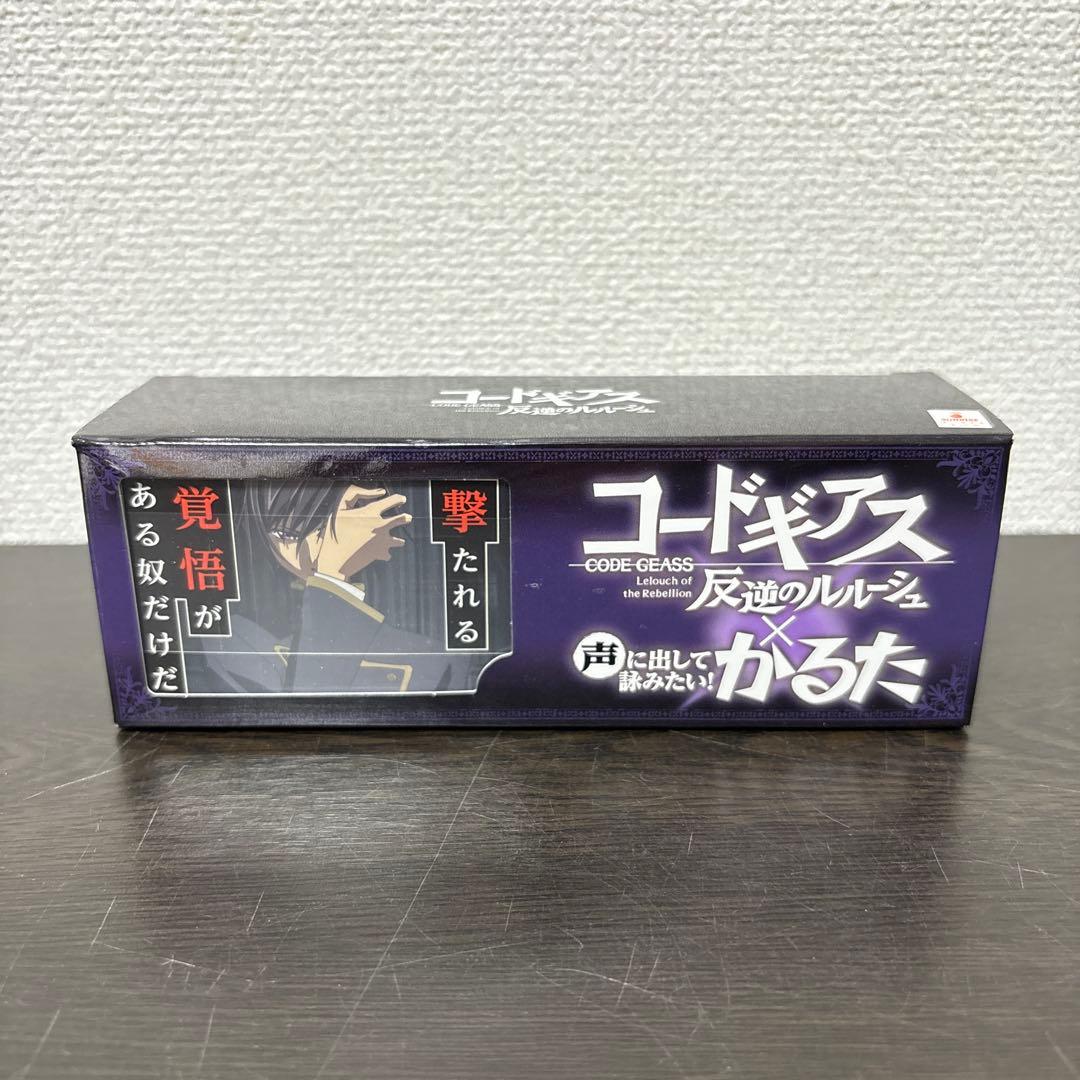 コードギアス
CODE GEASS
反逆のルルーシュ
SUNRISE
撃たれる
覚悟が
ある奴だけだ
コードギアス
CODE GEASS
Lelouch of
the Rebellion
反逆のルルーシュ
×
声に出して
詠みたい!
かるた